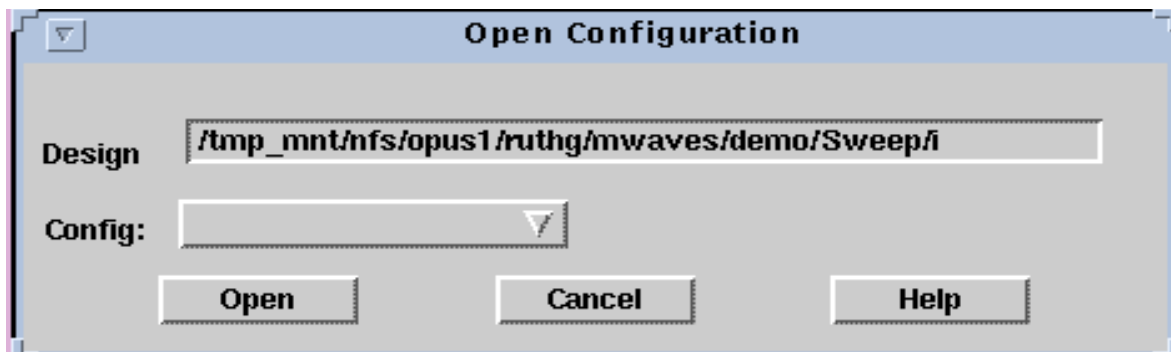 Open Configuration
Design
/tmp_mnt/nfs/opus1/ruthg/mwaves/demo/Sweep/i
Config:
Open
Cancel
Help